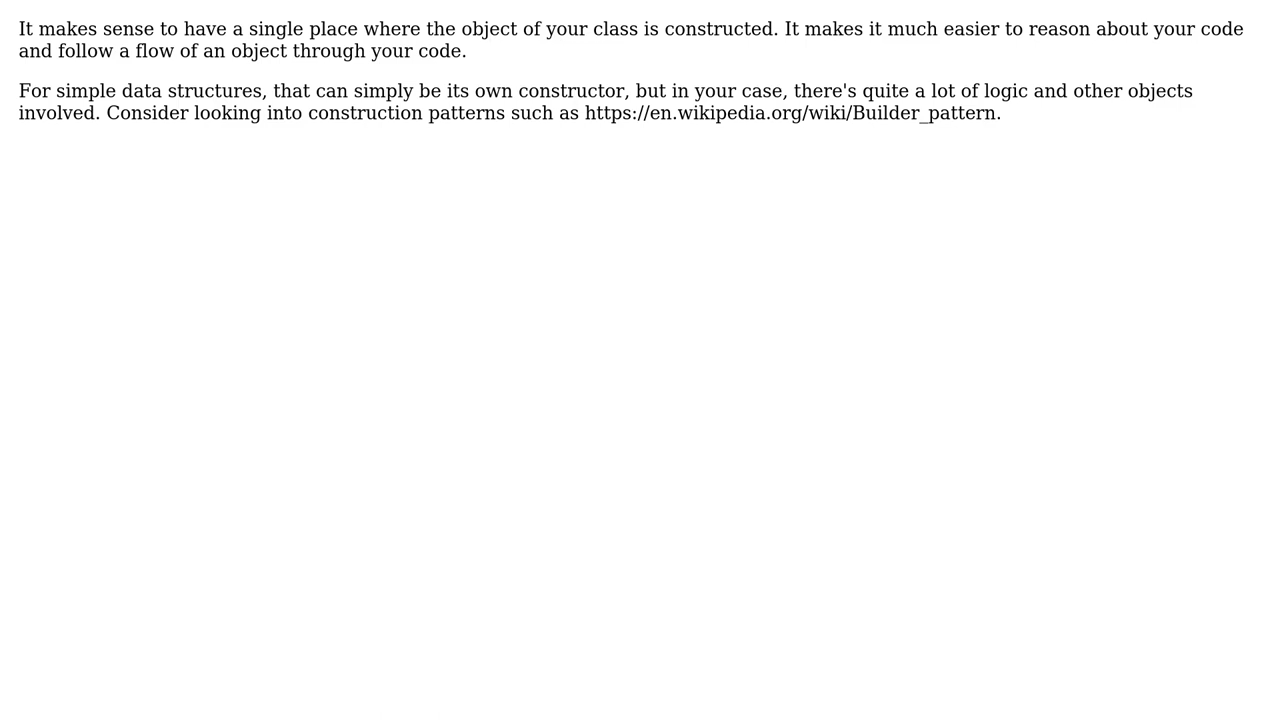 It makes sense to have a single place where the object of your class is constructed. It makes it much easier to reason about your code
and follow a flow of an object through your code.
For simple data structures, that can simply be its own constructor, but in your case, there's quite a lot of logic and other objects
involved. Consider looking into construction patterns such as https://en.wikipedia.org/wiki/Builder_pattern.